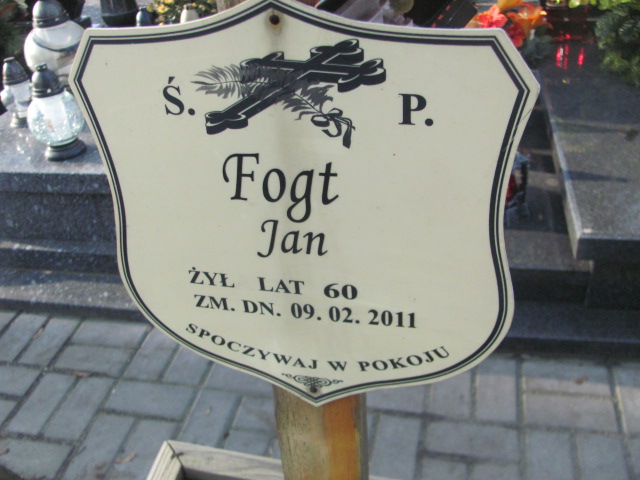 Ś. P.
Fogt
Jan
ŻYŁ LAT 60
ZM. DN. 09. 02. 2011
SPOCZYWAJ W POKOJU